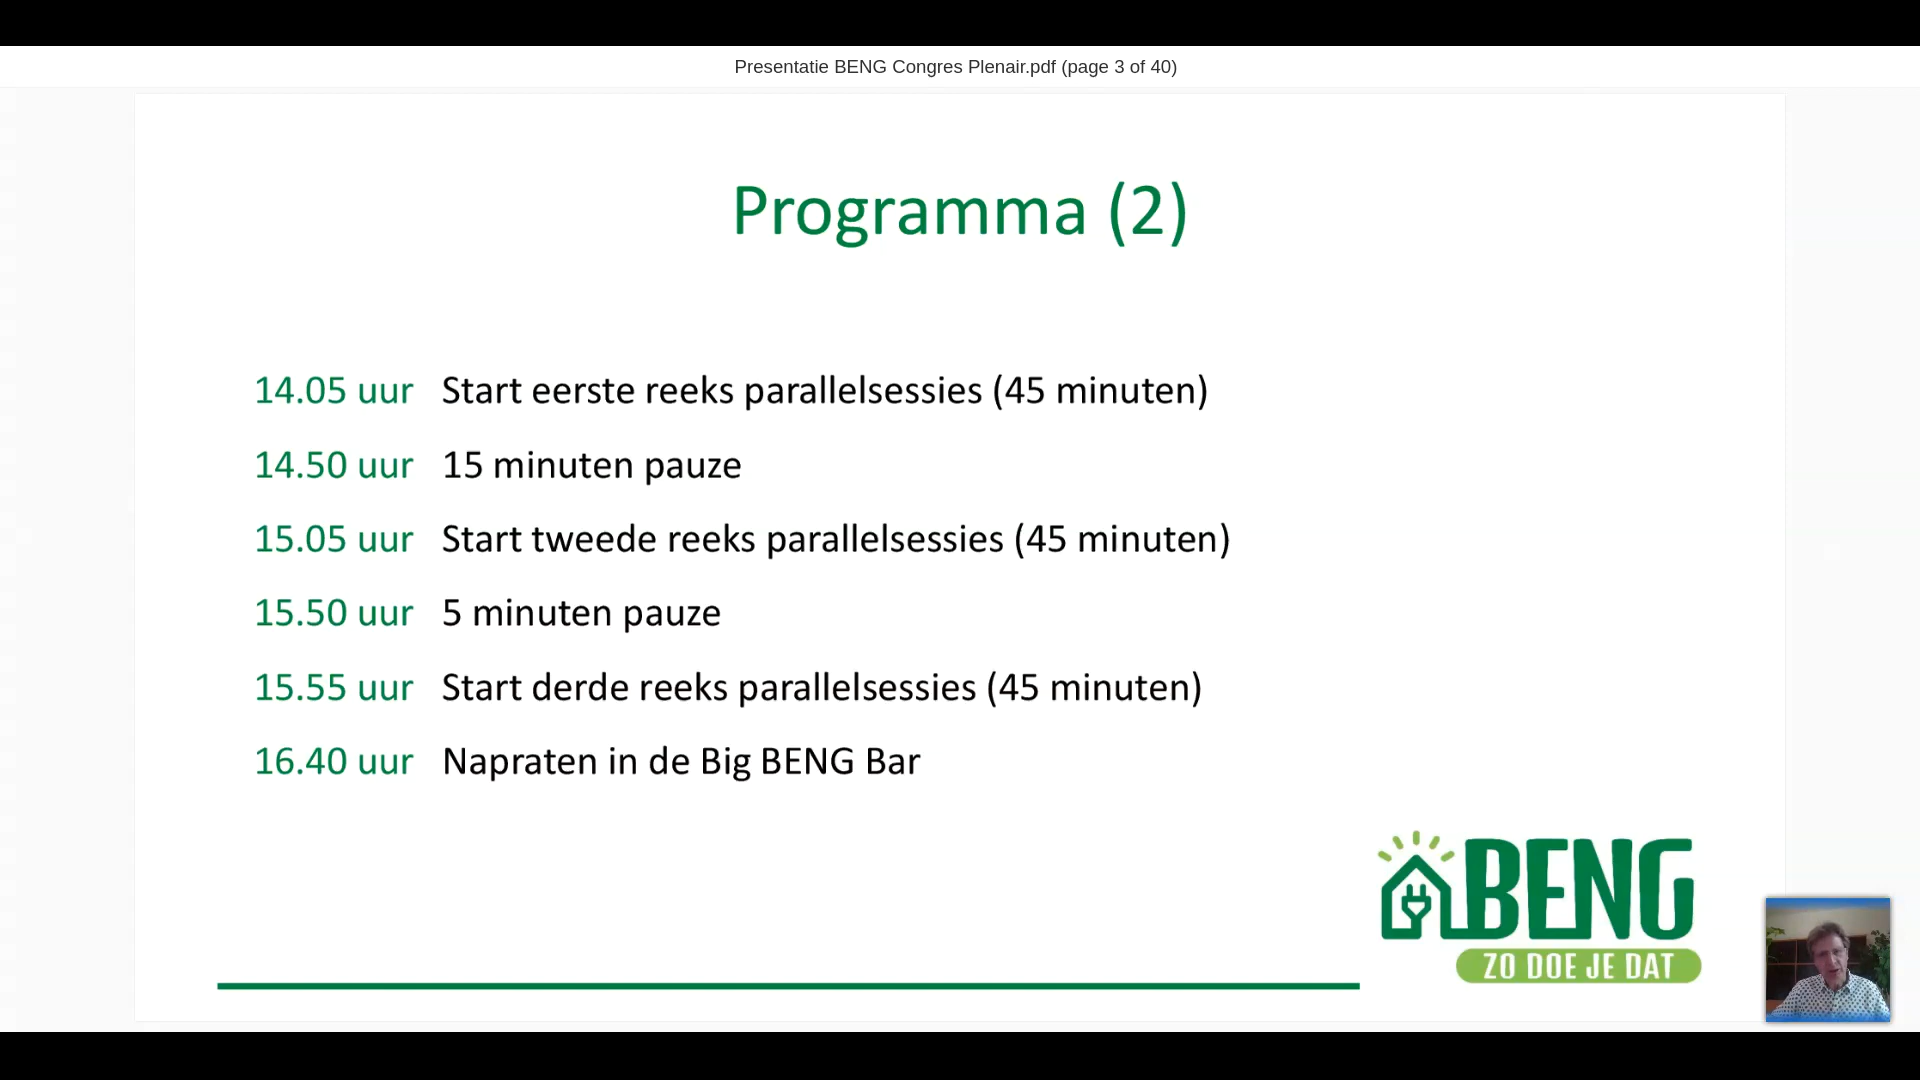 Presentatie BENG Congres Plenair.pdf (page 3 of 40)
Programma (2)
14.05 uur Start eerste reeks parallelsessies (45 minuten)
14.50 uur 15 minuten pauze
15.05 uur Start tweede reeks parallelsessies (45 minuten)
15.50 uur 5 minuten pauze
15.55 uur Start derde reeks parallelsessies (45 minuten)
16.40 uur Napraten in de Big BENG Bar
BENG
ZO DOE JE DAT